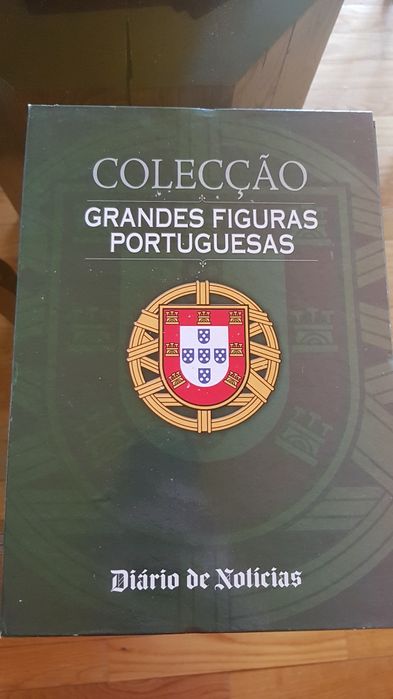 COLECÇÃO
GRANDES FIGURAS
PORTUGUESAS
Diário de Notícias